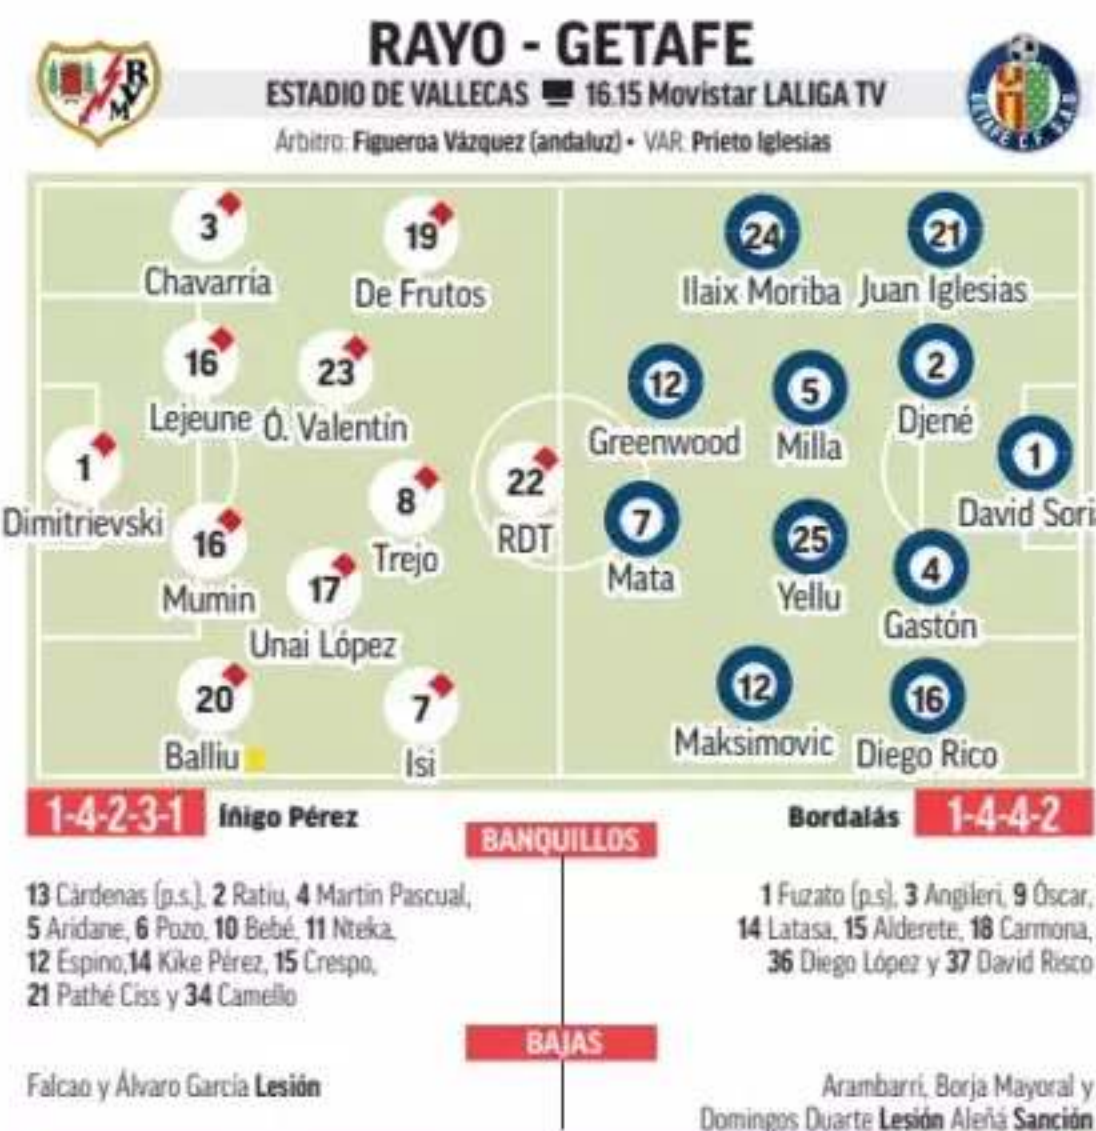 RAYO - GETAFE
ESTADIO DE VALLECAS 16.15 Movistar LALIGA TV
Árbitro: Figueroa Vázquez (andaluz) • VAR: Prieto Iglesias
3
Chavarría
19
De Frutos
16
Lejeune
23
Ó. Valentín
1
Dimitrievski
8
Trejo
22
RDT
16
Mumin
17
Unai López
20
Balliu
7
Isi
24
Ilaix Moriba
21
Juan Iglesias
12
Greenwood
5
Milla
2
Djené
1
David Sori
7
Mata
25
Yellu
4
Gastón
12
Maksimovic
16
Diego Rico
1-4-2-3-1 Íñigo Pérez
Bordalás 1-4-4-2
BANQUILLOS
13 Cárdenas (p.s.), 2 Ratiu, 4 Martín Pascual,
5 Aridane, 6 Pozo, 10 Bebé, 11 Nteka,
12 Espino,14 Kike Pérez, 15 Crespo,
21 Pathé Ciss y 34 Camello
1 Fuzato (p.s), 3 Angileri, 9 Óscar,
14 Latasa, 15 Alderete, 18 Carmona,
36 Diego López y 37 David Risco
BAJAS
Falcao y Álvaro García Lesión
Arambarri, Borja Mayoral y
Domingos Duarte Lesión Aleñá Sanción